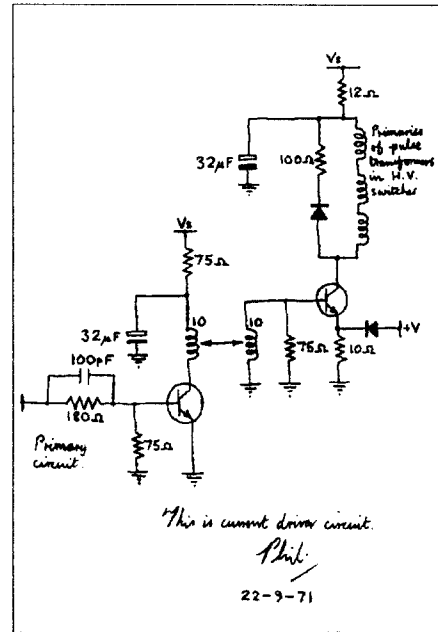 Vs
12Ω
Primaries
of pulse
transformers
in H.V.
switcher
100Ω
32μF
Vs
75Ω
32μF
10
10
+V
75Ω
10Ω
100pF
180Ω
75Ω
Primary
circuit.
This is current driver circuit.
Phil.
22-9-71